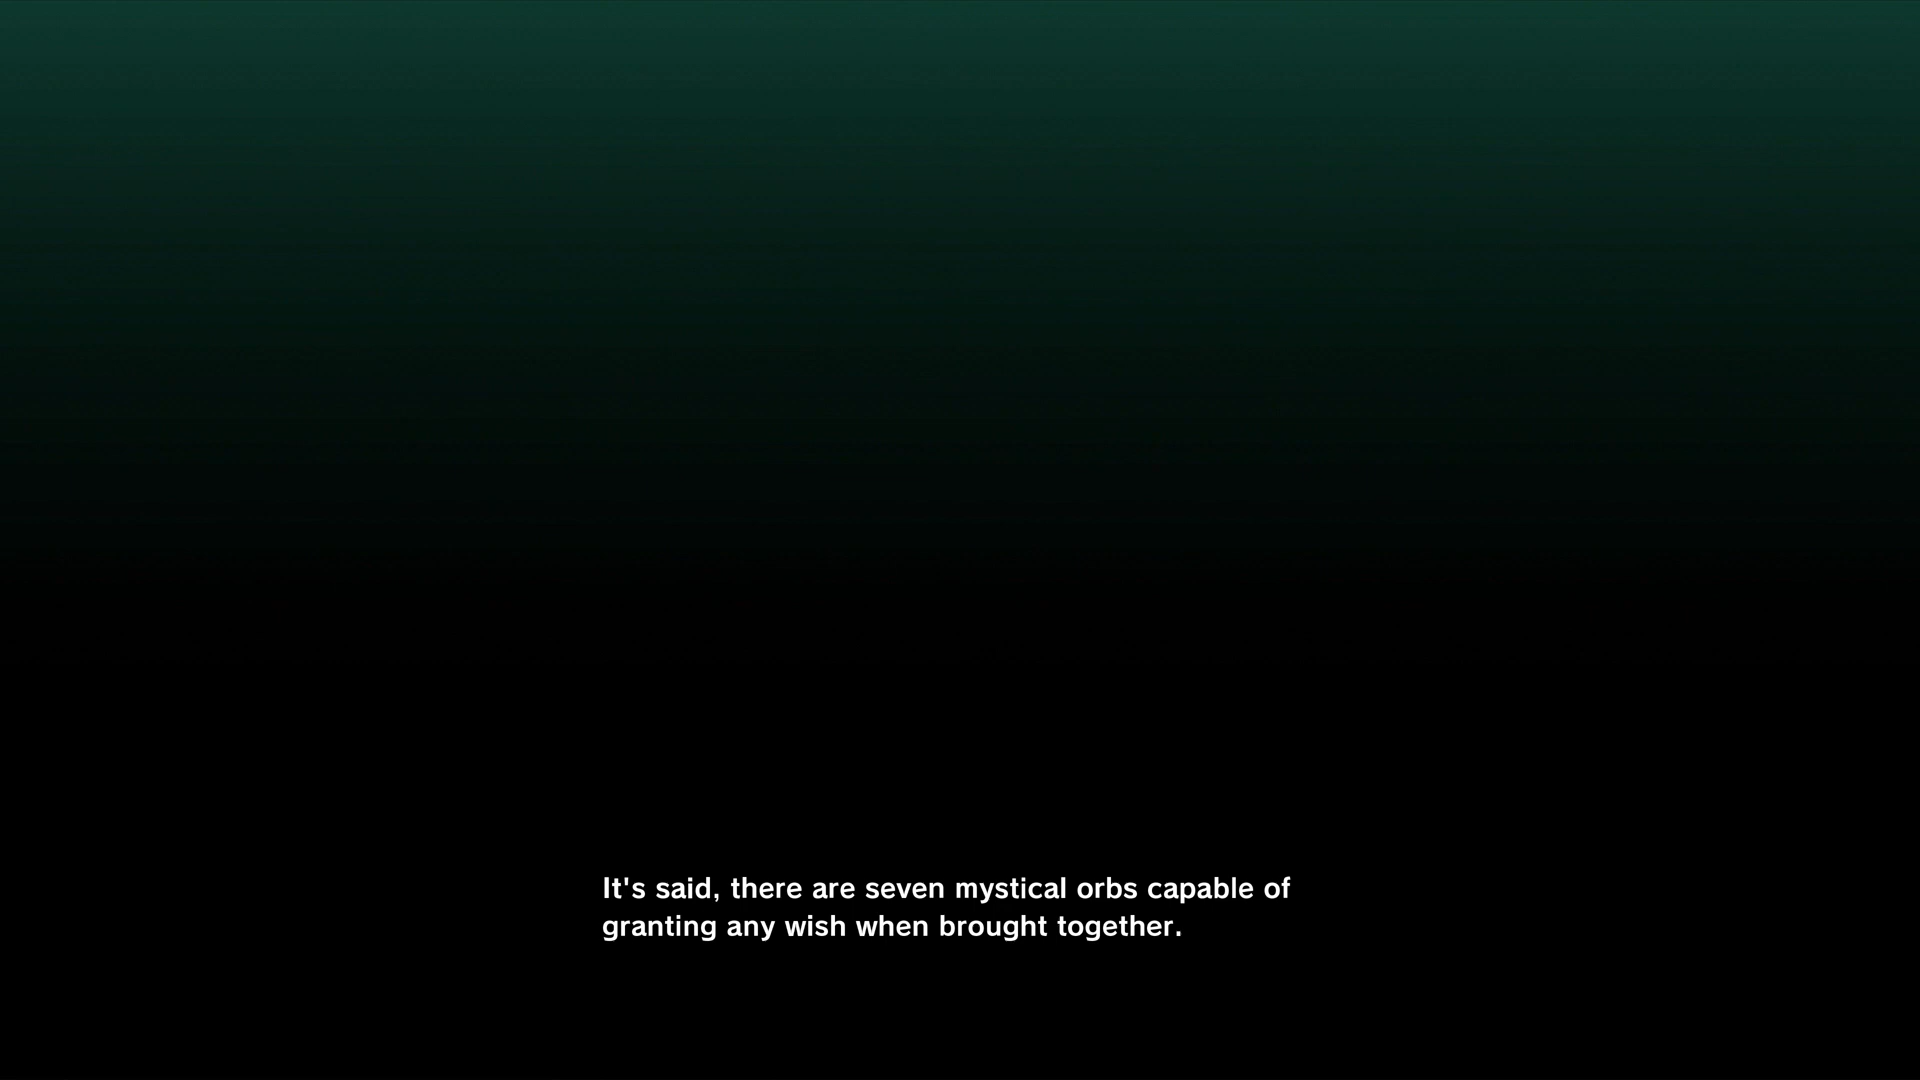 It's said, there are seven mystical orbs capable of
granting any wish when brought together.